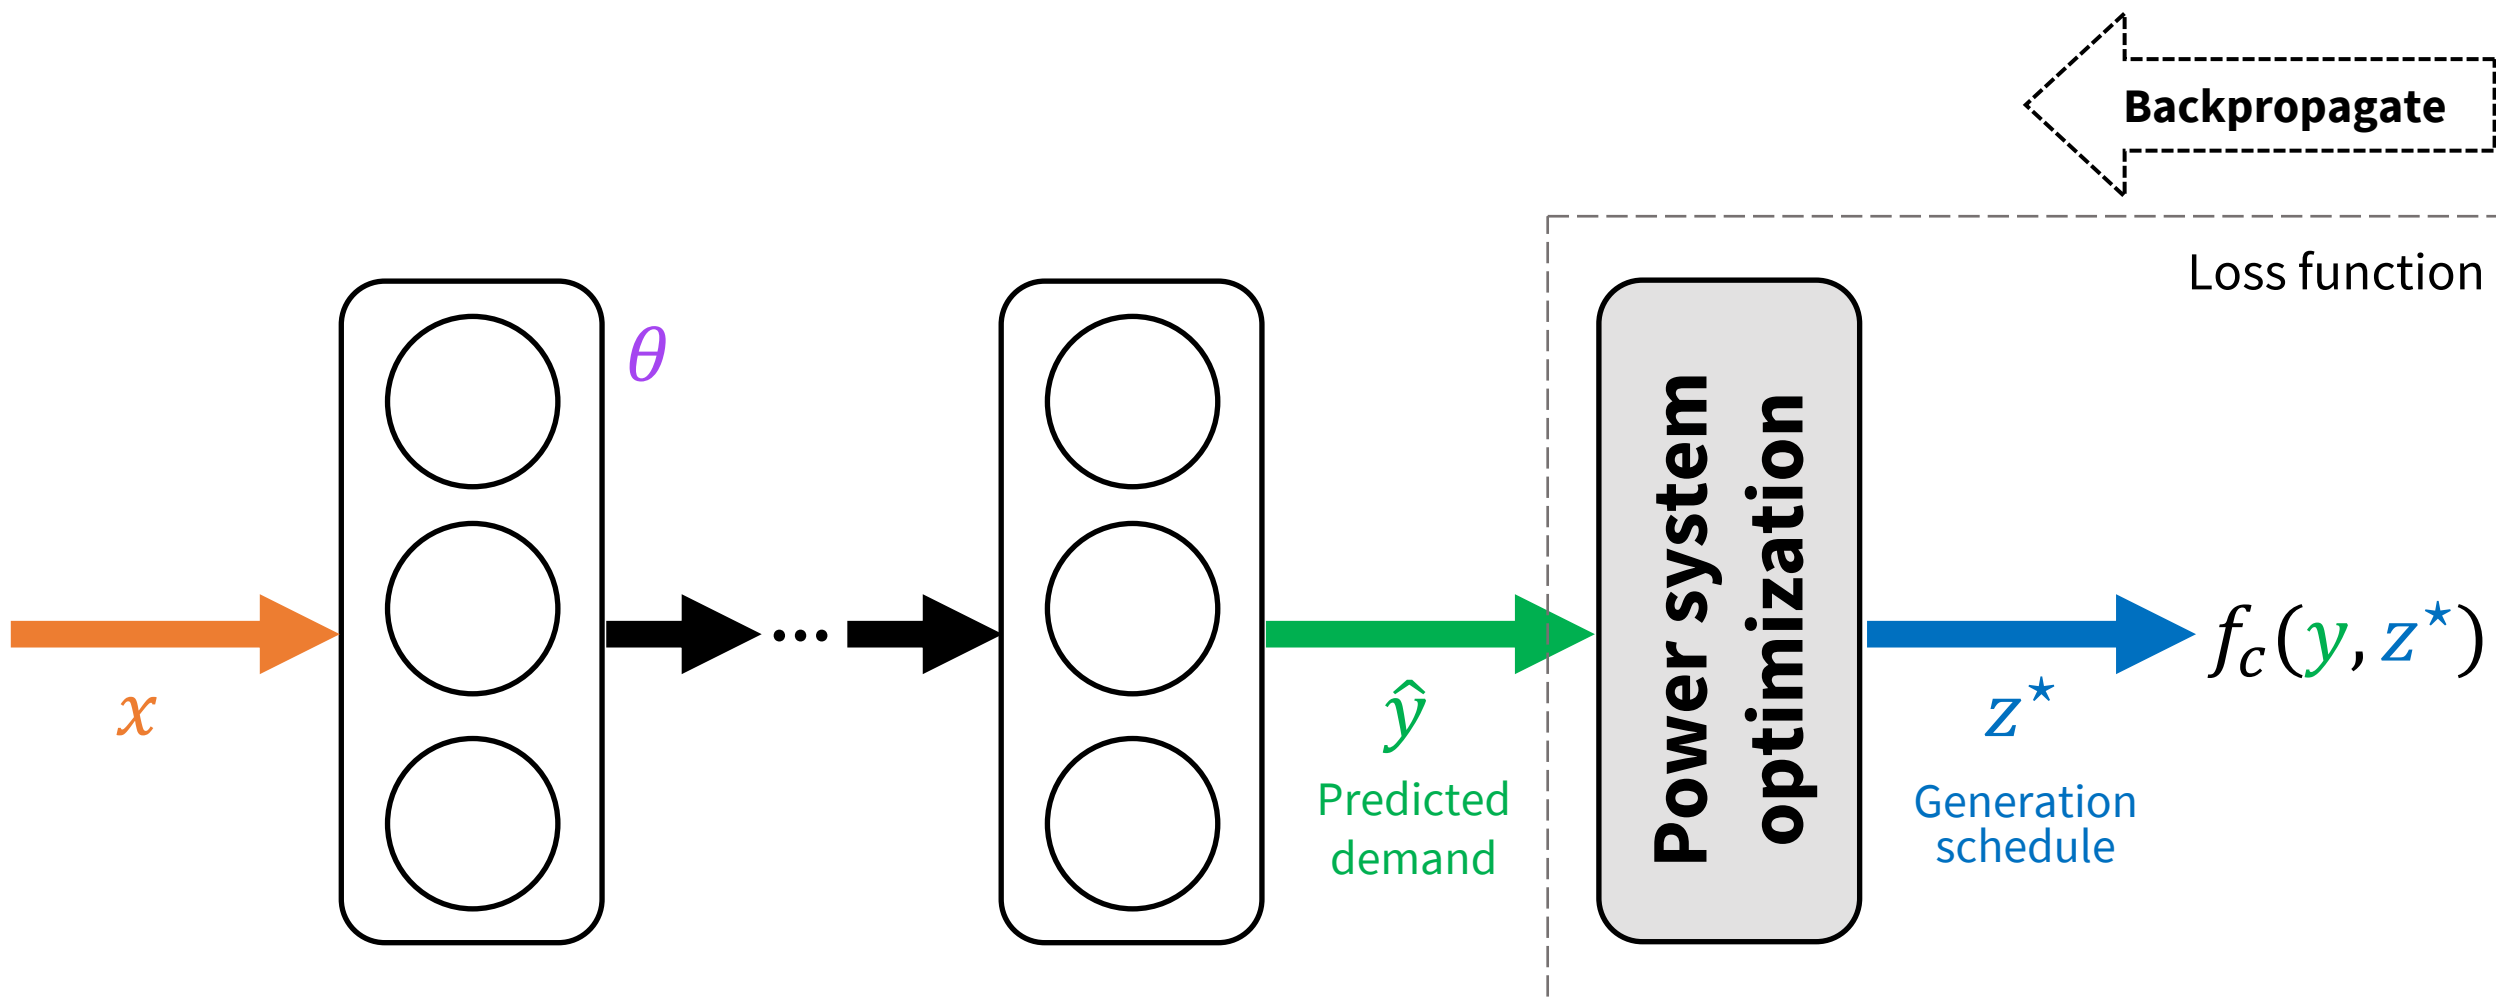 Backpropagate
Loss function
θ
Power system
optimization
...
x
ŷ
Predicted
demand
z★
Generation
schedule
f_C(y, z★)